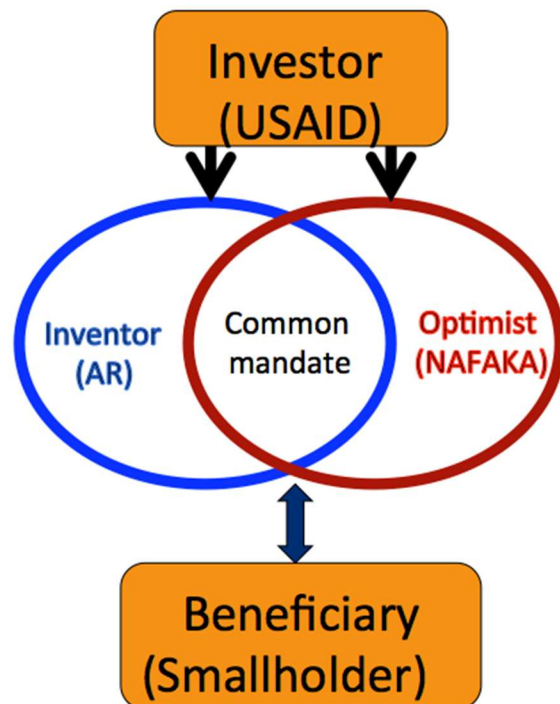 Investor
(USAID)
Inventor
(AR)
Common
mandate
Optimist
(NAFAKA)
Beneficiary
(Smallholder)